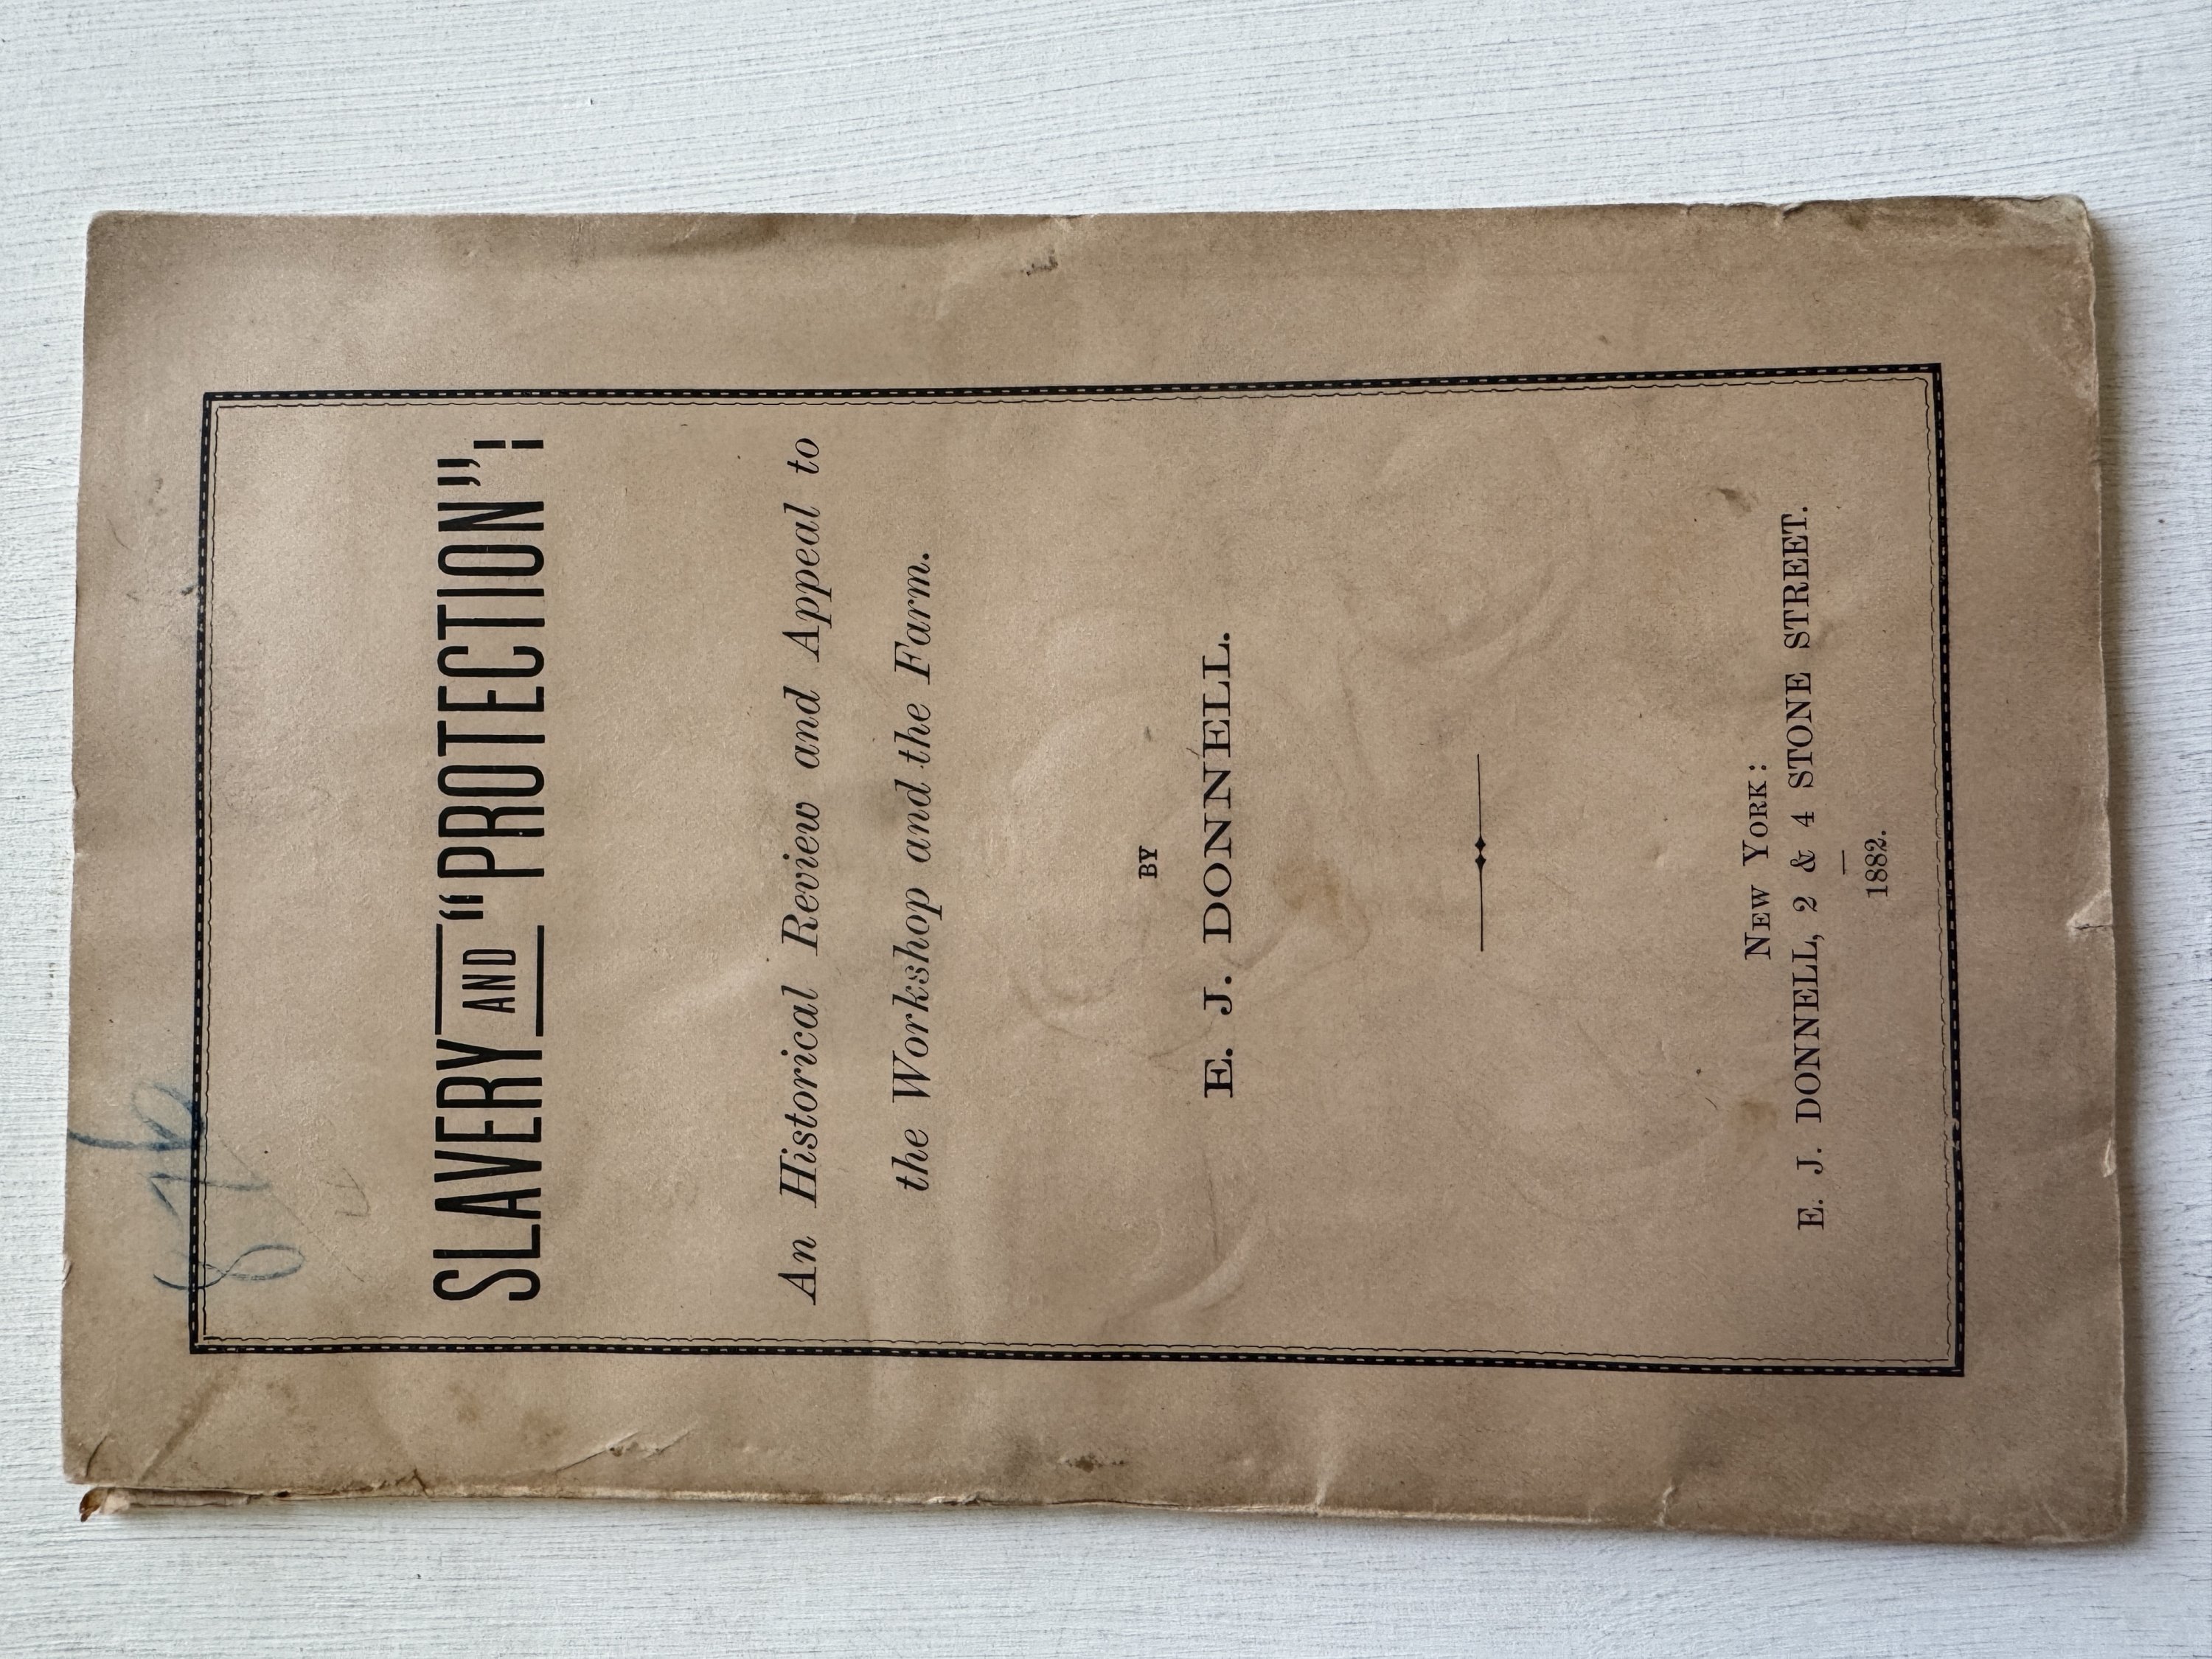 SLAVERY AND "PROTECTION":
An Historical Review and Appeal to
the Workshop and the Farm.
BY
E. J. DONNELL.
NEW YORK:
E. J. DONNELL, 2 & 4 STONE STREET.
1882.